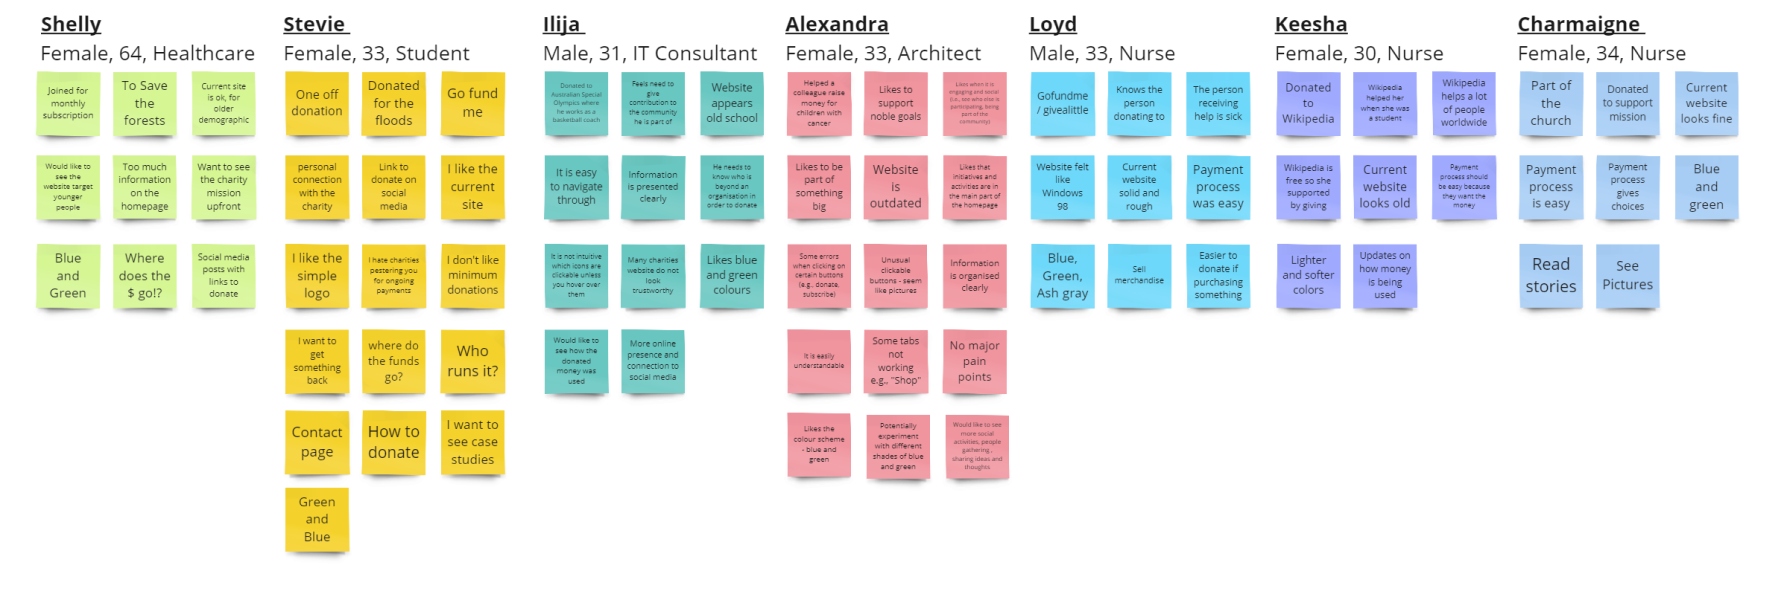 Shelly
Female, 64, Healthcare
Joined for
monthly
subscription
To Save
the
forests
Current site
is ok, for
older
demographic
Would like to
see the
website target
younger
people
Too much
information
on the
homepage
Want to see
the charity
mission
upfront
Blue
and
Green
Where
does the
$ go!?
Social media
posts with
links to
donate
Stevie
Female, 33, Student
One off
donation
Donated
for the
floods
Go fund
me
personal
connection
with the
charity
Link to
donate on
social
media
I like the
current
site
I like the
simple
logo
I hate charities
pestering you
for ongoing
payments
I don't like
minimum
donations
I want to
get
something
back
where do
the funds
go?
Who
runs it?
Contact
page
How to
donate
I want to
see case
studies
Green
and
Blue
Ilija
Male, 31, IT Consultant
Donated to
Australian Special
Olympics where
he works as a
basketball coach
Feels need to
give
contribution to
the community
he is part of
Website
appears
old school
It is easy
to navigate
through
Information
is presented
clearly
He needs to
know who is
beyond an
organisation in
order to donate
It is not intuitive
which icons are
clickable unless
you hover over
them
Many charities
website do not
look
trustworthy
Likes blue
and green
colours
Would like to
see how the
donated
money was
used
More online
presence and
connection to
social media
Alexandra
Female, 33, Architect
Helped a
colleague raise
money for
children with
cancer
Likes to
support
noble goals
Likes when it is
engaging and social
(i.e., see who else is
participating, being
part of the
community)
Likes to be
part of
something
big
Website
is
outdated
Likes that
initiatives and
activities are in
the main part of
the homepage
Some errors
when clicking on
certain buttons
(e.g., donate,
subscribe)
Unusual
clickable
buttons - seem
like pictures
Information
is organised
clearly
It is easily
understandable
Some tabs
not
working
e.g., "Shop"
No major
pain
points
Likes the
colour scheme
- blue and
green
Potentially
experiment
with different
shades of blue
and green
Would like to see
more social
activities, people
gathering ,
sharing ideas and
thoughts
Loyd
Male, 33, Nurse
Gofundme
/ givealittle
Knows the
person
donating to
The person
receiving
help is sick
Website felt
like
Windows
98
Current
website
solid and
rough
Payment
process
was easy
Blue,
Green,
Ash gray
Sell
merchandise
Easier to
donate if
purchasing
something
Keesha
Female, 30, Nurse
Donated
to
Wikipedia
Wikipedia
helped her
when she was
a student
Wikipedia
helps a lot
of people
worldwide
Wikipedia is
free so she
supported
by giving
Current
website
looks old
Payment
process should
be easy because
they want the
money
Lighter
and softer
colors
Updates on
how money
is being
used
Charmaigne
Female, 34, Nurse
Part of
the
church
Donated
to support
mission
Current
website
looks fine
Payment
process
is easy
Payment
process
gives
choices
Blue
and
green
Read
stories
See
Pictures